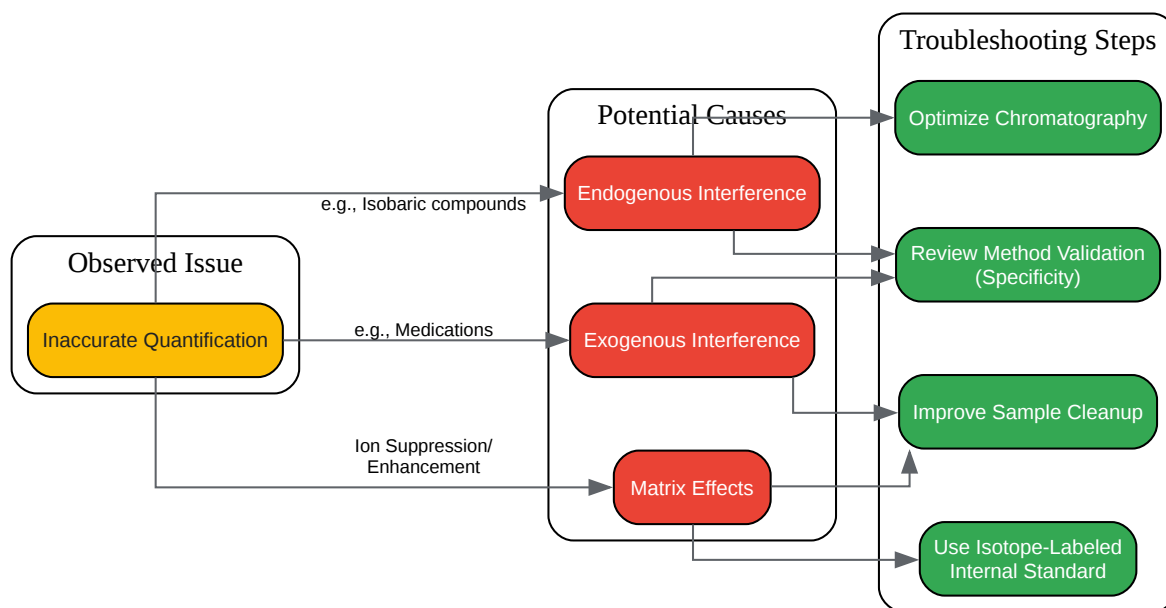 Observed Issue
Inaccurate Quantification
e.g., Isobaric compounds
e.g., Medications
Ion Suppression/
Enhancement
Potential Causes
Endogenous Interference
Exogenous Interference
Matrix Effects
Troubleshooting Steps
Optimize Chromatography
Review Method Validation
(Specificity)
Improve Sample Cleanup
Use Isotope-Labeled
Internal Standard